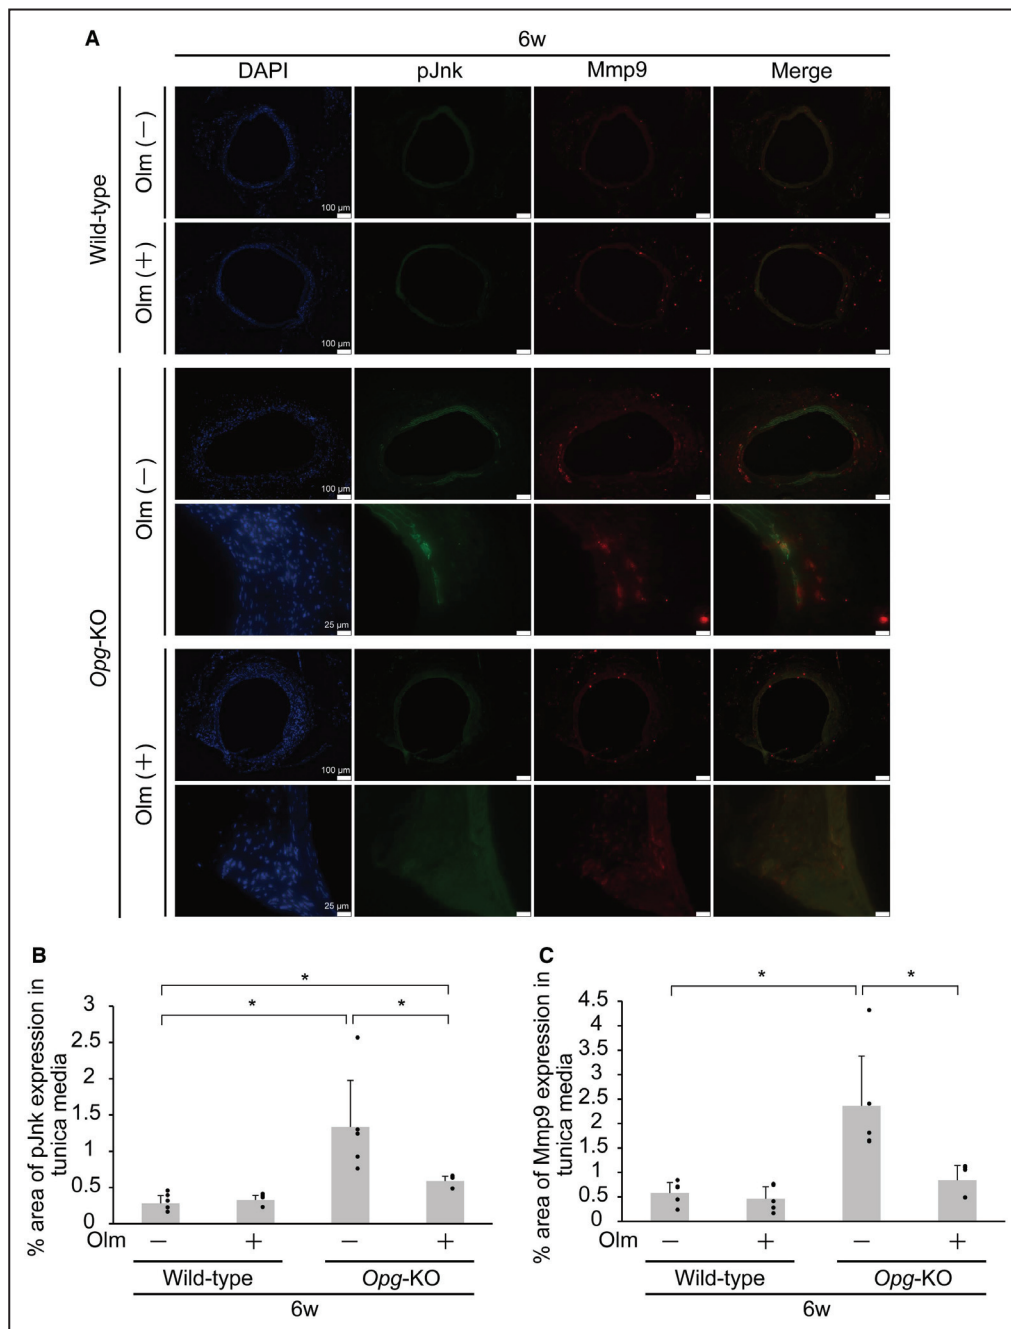 A
6w
DAPI pJnk Mmp9 Merge
Wild-type
Olm (−)
100 µm
Olm (+)
100 µm
Opg-KO
Olm (−)
100 µm
25 µm
Olm (+)
100 µm
25 µm
B
% area of pJnk expression in
tunica media
3
2.5
2
1.5
1
0.5
0
* * *
Olm − + − +
Wild-type Opg-KO
6w
C
% area of Mmp9 expression in
tunica media
4.5
4
3.5
3
2.5
2
1.5
1
0.5
0
* *
Olm − + − +
Wild-type Opg-KO
6w